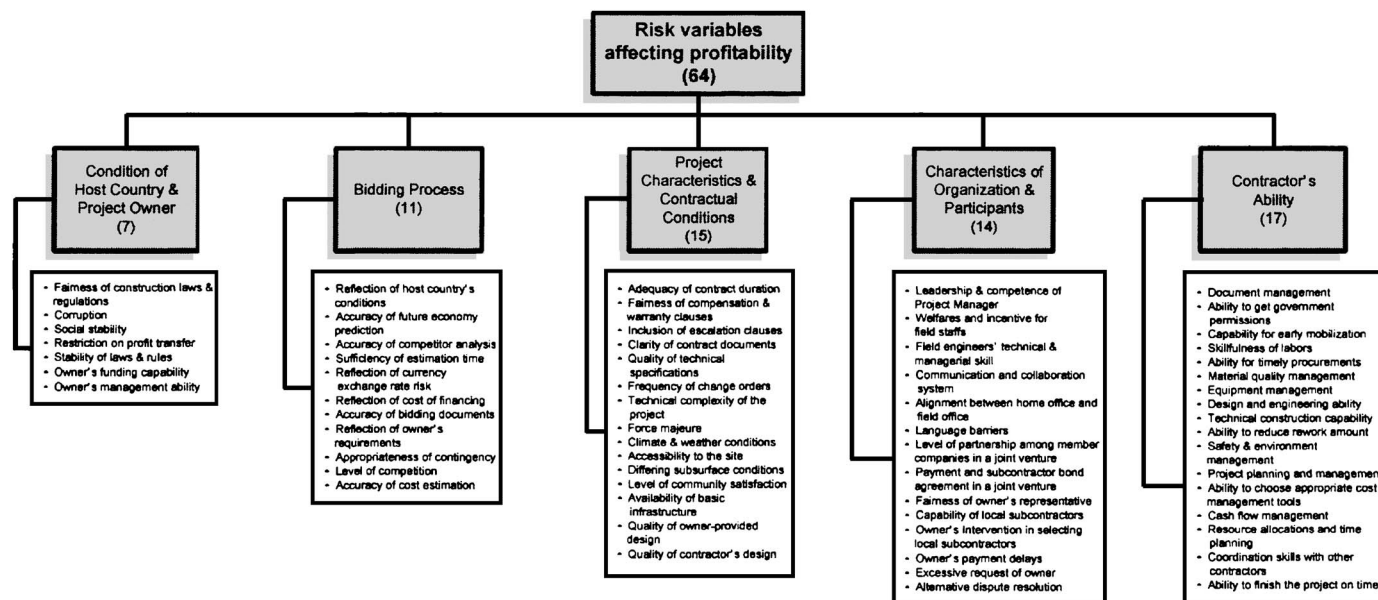 Risk variables
affecting profitability
(64)
Condition of
Host Country &
Project Owner
(7)
- Fairness of construction laws &
regulations
- Corruption
- Social stability
- Restriction on profit transfer
- Stability of laws & rules
- Owner's funding capability
- Owner's management ability
Bidding Process
(11)
- Reflection of host country's
conditions
- Accuracy of future economy
prediction
- Accuracy of competitor analysis
- Sufficiency of estimation time
- Reflection of currency
exchange rate risk
- Reflection of cost of financing
- Accuracy of bidding documents
- Reflection of owner's
requirements
- Appropriateness of contingency
- Level of competition
- Accuracy of cost estimation
Project
Characteristics &
Contractual
Conditions
(15)
- Adequacy of contract duration
- Fairness of compensation &
warranty clauses
- Inclusion of escalation clauses
- Clarity of contract documents
- Quality of technical
specifications
- Frequency of change orders
- Technical complexity of the
project
- Force majeure
- Climate & weather conditions
- Accessibility to the site
- Differing subsurface conditions
- Level of community satisfaction
- Availability of basic
infrastructure
- Quality of owner-provided
design
- Quality of contractor's design
Characteristics of
Organization &
Participants
(14)
- Leadership & competence of
Project Manager
- Welfares and incentive for
field staffs
- Field engineers' technical &
managerial skill
- Communication and collaboration
system
- Alignment between home office and
field office
- Language barriers
- Level of partnership among member
companies in a joint venture
- Payment and subcontractor bond
agreement in a joint venture
- Fairness of owner's representative
- Capability of local subcontractors
- Owner's Intervention in selecting
local subcontractors
- Owner's payment delays
- Excessive request of owner
- Alternative dispute resolution
Contractor's
Ability
(17)
- Document management
- Ability to get government
permissions
- Capability for early mobilization
- Skillfulness of labors
- Ability for timely procurements
- Material quality management
- Equipment management
- Design and engineering ability
- Technical construction capability
- Ability to reduce rework amount
- Safety & environment
management
- Project planning and management
- Ability to choose appropriate cost
management tools
- Cash flow management
- Resource allocations and time
planning
- Coordination skills with other
contractors
- Ability to finish the project on time